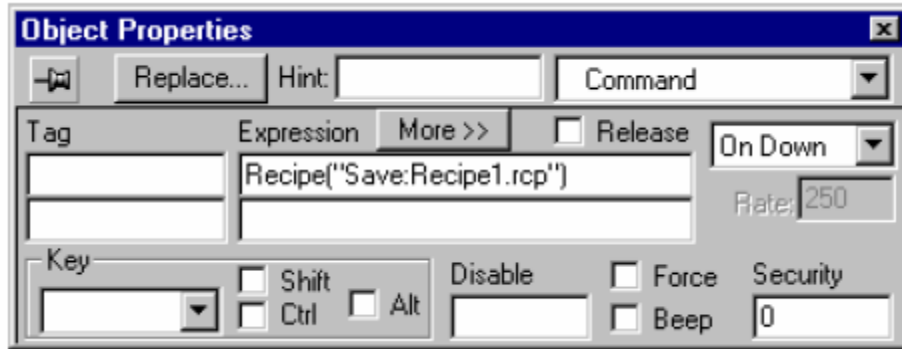 Object Properties
Replace... Hint: Command
Tag Expression More >> Release On Down
Recipe("Save:Recipe1.rcp")
Rate: 250
Key Shift Disable Force Security
Ctrl Alt Beep 0